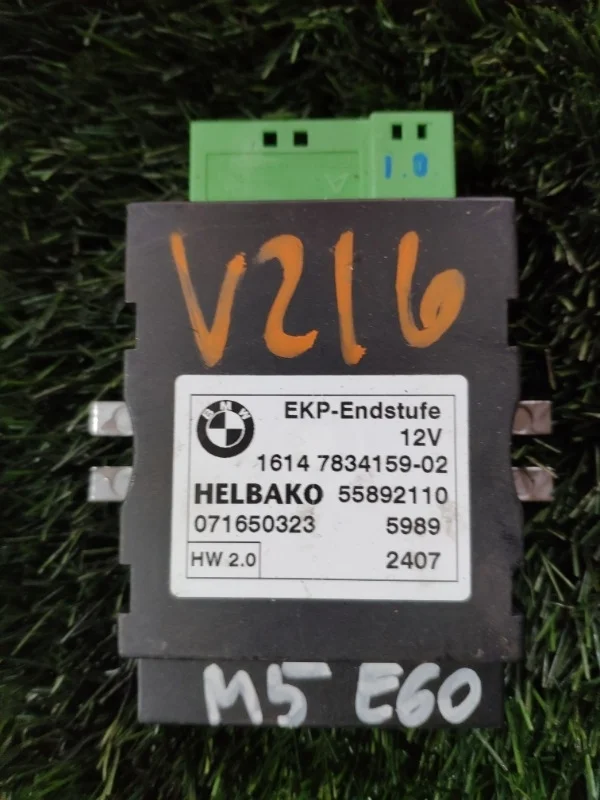 1.0
V216
BMW
EKP-Endstufe
12V
1614 7834159-02
HELBAKO 55892110
071650323 5989
HW 2.0 2407
M5 E60